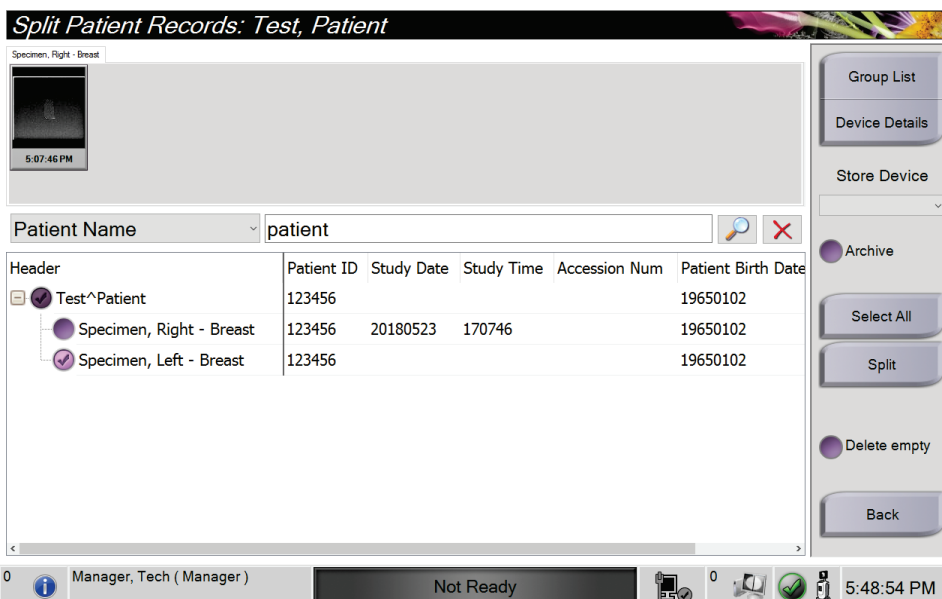 Split Patient Records: Test, Patient
Specimen, Right - Breast
5:07:46 PM
Group List
Device Details
Store Device
Archive
Select All
Split
Delete empty
Back
Patient Name patient
Header Patient ID Study Date Study Time Accession Num Patient Birth Date
Test^Patient 123456 19650102
Specimen, Right - Breast 123456 20180523 170746 19650102
Specimen, Left - Breast 123456 19650102
0 Manager, Tech ( Manager ) Not Ready 0 5:48:54 PM